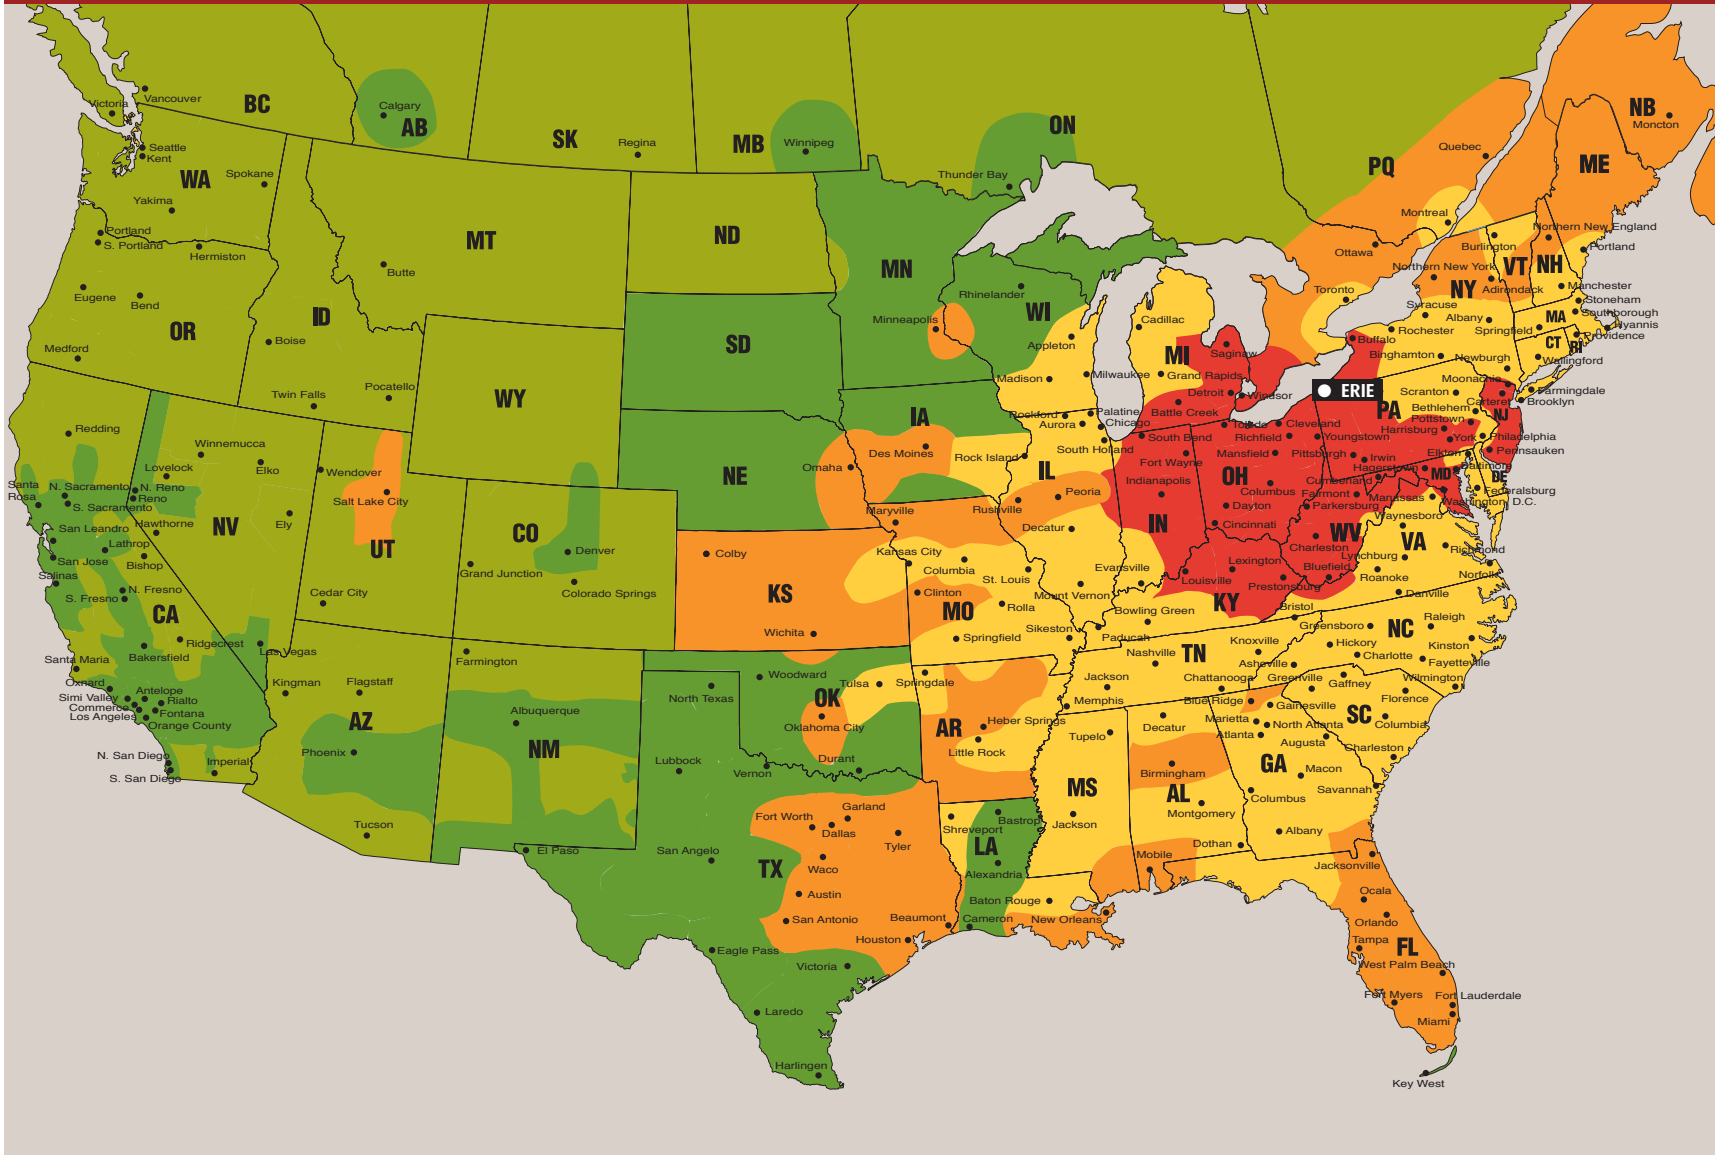 BC
Vancouver
Victoria
Calgary
AB
SK
Regina
MB
Winnipeg
ON
Thunder Bay
PQ
Quebec
Montreal
Ottawa
Toronto
NB
Moncton
ME
Seattle
Kent
WA
Spokane
Yakima
Portland
S. Portland
Hermiston
Eugene
Bend
OR
Medford
MT
Butte
ID
Boise
Twin Falls
Pocatello
ND
SD
WY
MN
Minneapolis
WI
Rhinelander
Appleton
Madison
Milwaukee
Cadillac
MI
Saginaw
Grand Rapids
Detroit
Windsor
Battle Creek
Northern New England
Portland
Burlington
VT
NH
Northern New York
NY
Adirondack
Manchester
Stoneham
Southborough
Hyannis
MA
Syracuse
Albany
Springfield
Rochester
Providence
CT
RI
Wallingford
Buffalo
Binghamton
Newburgh
ERIE
Moonachie
Scranton
Farmingdale
Brooklyn
Carteret
PA
Bethlehem
NJ
Pottstown
Harrisburg
York
Philadelphia
Pennsauken
Elkton
Baltimore
Hagerstown
MD
DE
Federalsburg
Washington, D.C.
Manassas
Cumberland
Fairmont
Parkersburg
Irwin
Pittsburgh
Youngstown
Cleveland
Toledo
Richfield
Mansfield
OH
Columbus
Dayton
Cincinnati
South Bend
Fort Wayne
Indianapolis
IN
Evansville
WV
Charleston
Bluefield
Waynesboro
VA
Richmond
Lynchburg
Roanoke
Norfolk
Danville
Lexington
Louisville
Prestonsburg
KY
Bowling Green
Bristol
Paducah
Rockford
Palatine
Aurora
Chicago
South Holland
Rock Island
IL
Peoria
Rushville
Decatur
Mount Vernon
IA
Des Moines
NE
Omaha
Maryville
Kansas City
Columbia
St. Louis
Clinton
MO
Rolla
Springfield
Sikeston
Redding
Winnemucca
Lovelock
Elko
N. Reno
Reno
N. Sacramento
Santa
Rosa
S. Sacramento
Hawthorne
San Leandro
Lathrop
San Jose
Bishop
Salinas
N. Fresno
S. Fresno
CA
NV
Ely
Ridgecrest
Bakersfield
Las Vegas
Santa Maria
Oxnard
Antelope
Simi Valley
Rialto
Commerce
Fontana
Los Angeles
Orange County
N. San Diego
S. San Diego
Imperial
Wendover
Salt Lake City
UT
Cedar City
CO
Denver
Grand Junction
Colorado Springs
Colby
KS
Wichita
Kingman
Flagstaff
AZ
Phoenix
Tucson
Farmington
Albuquerque
NM
North Texas
Woodward
Tulsa
OK
Oklahoma City
Durant
Lubbock
Vernon
El Paso
San Angelo
Fort Worth
Garland
Dallas
Tyler
TX
Waco
Austin
San Antonio
Beaumont
Houston
Eagle Pass
Victoria
Laredo
Harlingen
Springdale
AR
Heber Springs
Little Rock
Shreveport
Bastrop
LA
Alexandria
Baton Rouge
Cameron
New Orleans
Nashville
TN
Knoxville
Jackson
Memphis
Chattanooga
Tupelo
MS
Jackson
Decatur
Birmingham
AL
Montgomery
Mobile
Dothan
Greensboro
NC
Raleigh
Hickory
Kinston
Charlotte
Fayetteville
Asheville
Wilmington
Greenville
Gaffney
Florence
SC
Columbia
Charleston
Blue Ridge
Gainesville
Marietta
North Atlanta
Atlanta
Augusta
GA
Macon
Savannah
Columbus
Albany
Jacksonville
Ocala
Orlando
Tampa
FL
West Palm Beach
Fort Myers
Fort Lauderdale
Miami
Key West